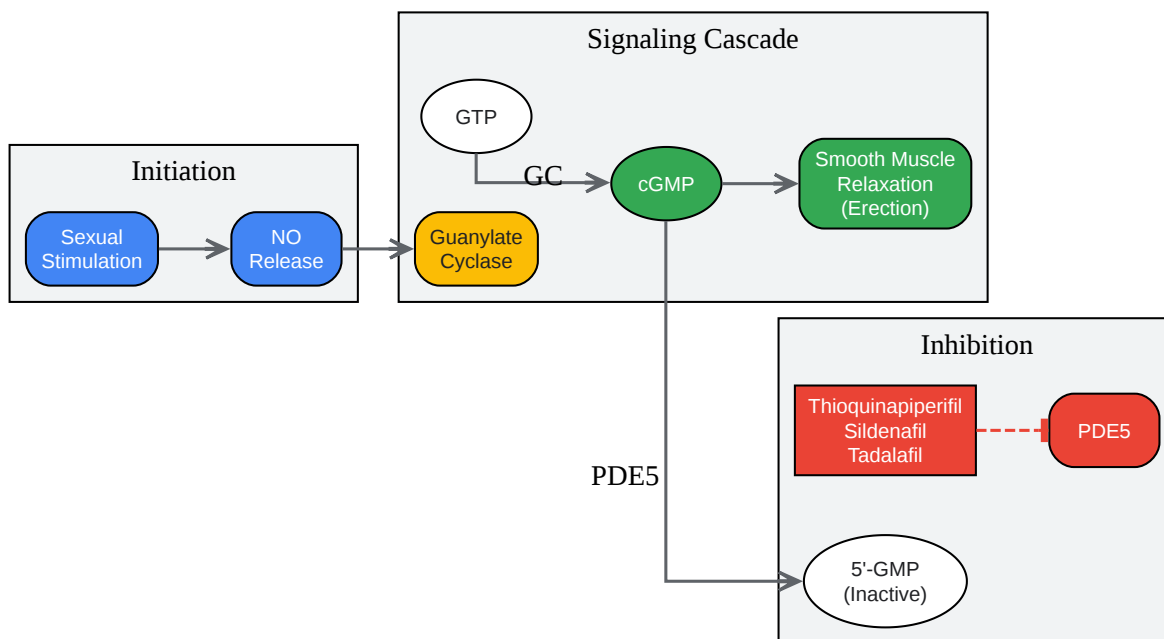 Signaling Cascade
GTP
Initiation
GC
cGMP
Smooth Muscle
Relaxation
(Erection)
Sexual
Stimulation
NO
Release
Guanylate
Cyclase
Inhibition
Thioquinapiperifil
Sildenafil
Tadalafil
PDE5
PDE5
5'-GMP
(Inactive)